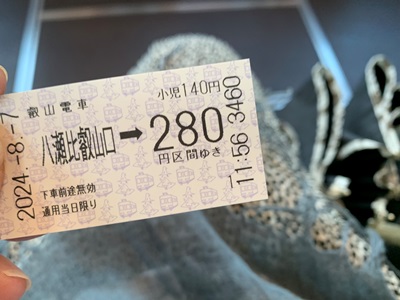 叡山電車
小児140円
八瀬比叡山口→280
円区間ゆき
下車前途無効
通用当日限り
2024.-8.-7
11:56 3460